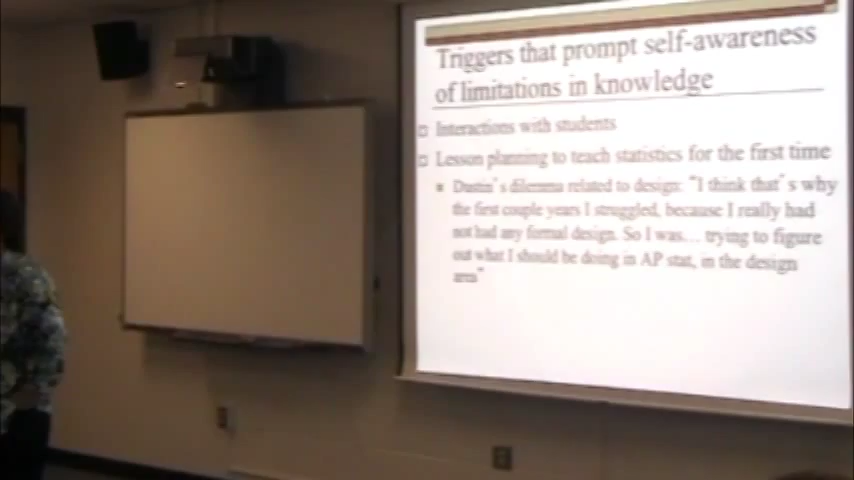 Triggers that prompt self-awareness
of limitations in knowledge
Interactions with students
Lesson planning to teach statistics for the first time
Dustin's dilemma related to design: "I think that's why
the first couple years I struggled, because I really had
not had any formal design. So I was… trying to figure
out what I should be doing in AP stat, in the design
area"